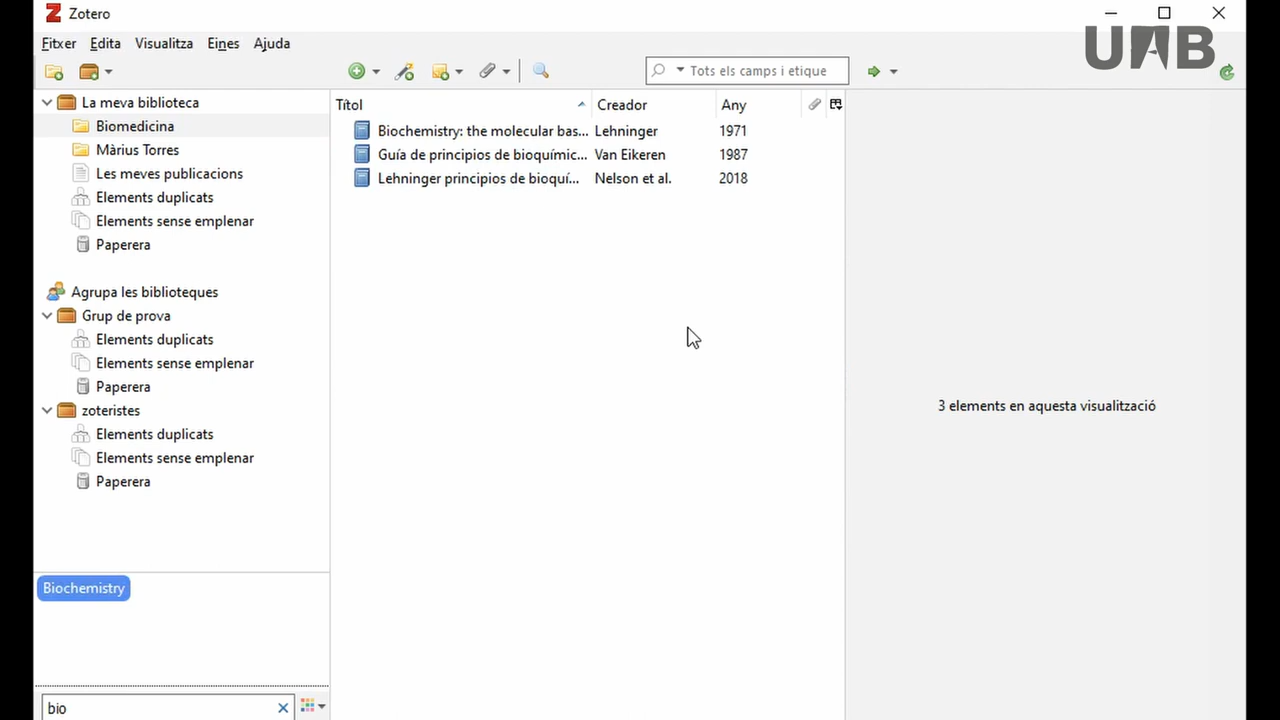 Zotero
UAB
Fitxer Edita Visualitza Eines Ajuda
Tots els camps i etique
La meva biblioteca
Biomedicina
Màrius Torres
Les meves publicacions
Elements duplicats
Elements sense emplenar
Paperera
Agrupa les biblioteques
Grup de prova
Elements duplicats
Elements sense emplenar
Paperera
zoteristes
Elements duplicats
Elements sense emplenar
Paperera
Biochemistry
bio
Títol Creador Any
Biochemistry: the molecular bas... Lehninger 1971
Guía de principios de bioquímic... Van Eikeren 1987
Lehninger principios de bioquí... Nelson et al. 2018
3 elements en aquesta visualització